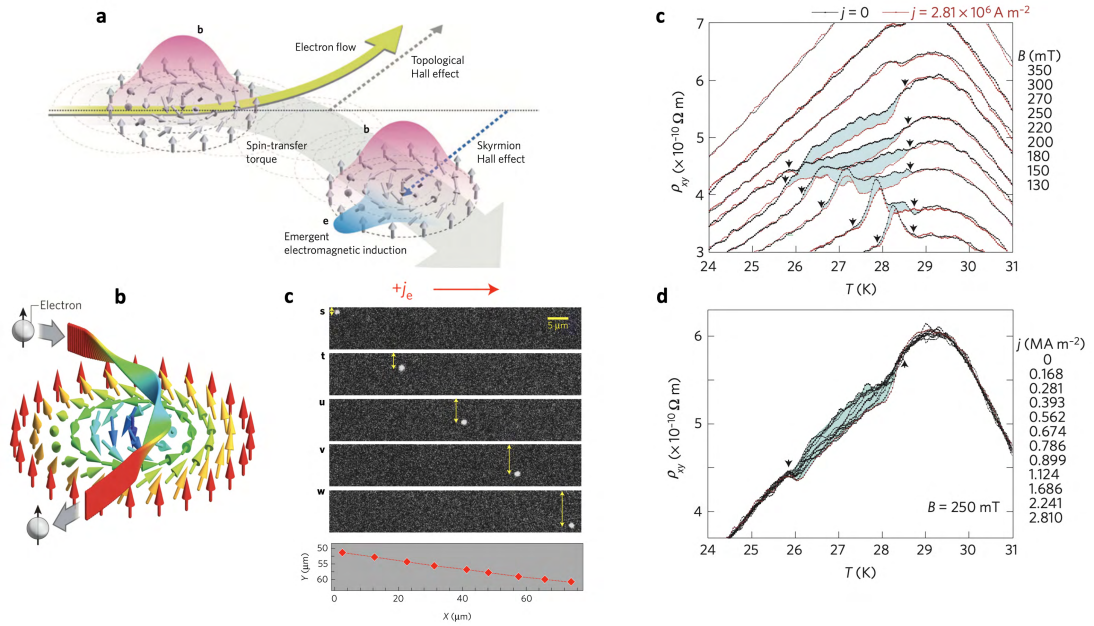 a
b
Electron flow
Topological
Hall effect
b
Spin-transfer
torque
Skyrmion
Hall effect
e
Emergent
electromagnetic induction
b
Electron
c
+jₑ
s
5 μm
t
u
v
w
50
55
60
Y (μm)
0
20
40
60
X (μm)
c
j = 0
j = 2.81 × 10⁶ A m⁻²
7
6
5
4
3
ρxy (× 10⁻¹⁰ Ω m)
B (mT)
350
300
270
250
220
200
180
150
130
24
25
26
27
28
29
30
31
T (K)
d
6
5
4
ρxy (× 10⁻¹⁰ Ω m)
j (MA m⁻²)
0
0.168
0.281
0.393
0.562
0.674
0.786
0.899
1.124
1.686
2.241
2.810
B = 250 mT
24
25
26
27
28
29
30
31
T (K)